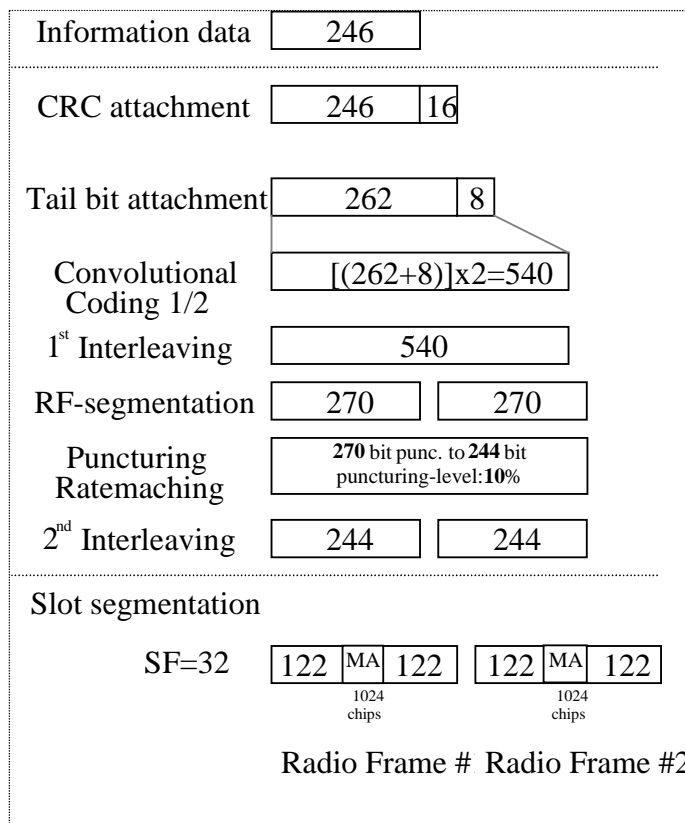 Information data 246
CRC attachment 246 16
Tail bit attachment 262 8
Convolutional
Coding 1/2
[(262+8)]x2=540
1st Interleaving 540
RF-segmentation 270 270
Puncturing
Ratemaching
270 bit punc. to 244 bit
puncturing-level:10%
2nd Interleaving 244 244
Slot segmentation
SF=32 122 MA 122 122 MA 122
1024
chips
1024
chips
Radio Frame # Radio Frame #2